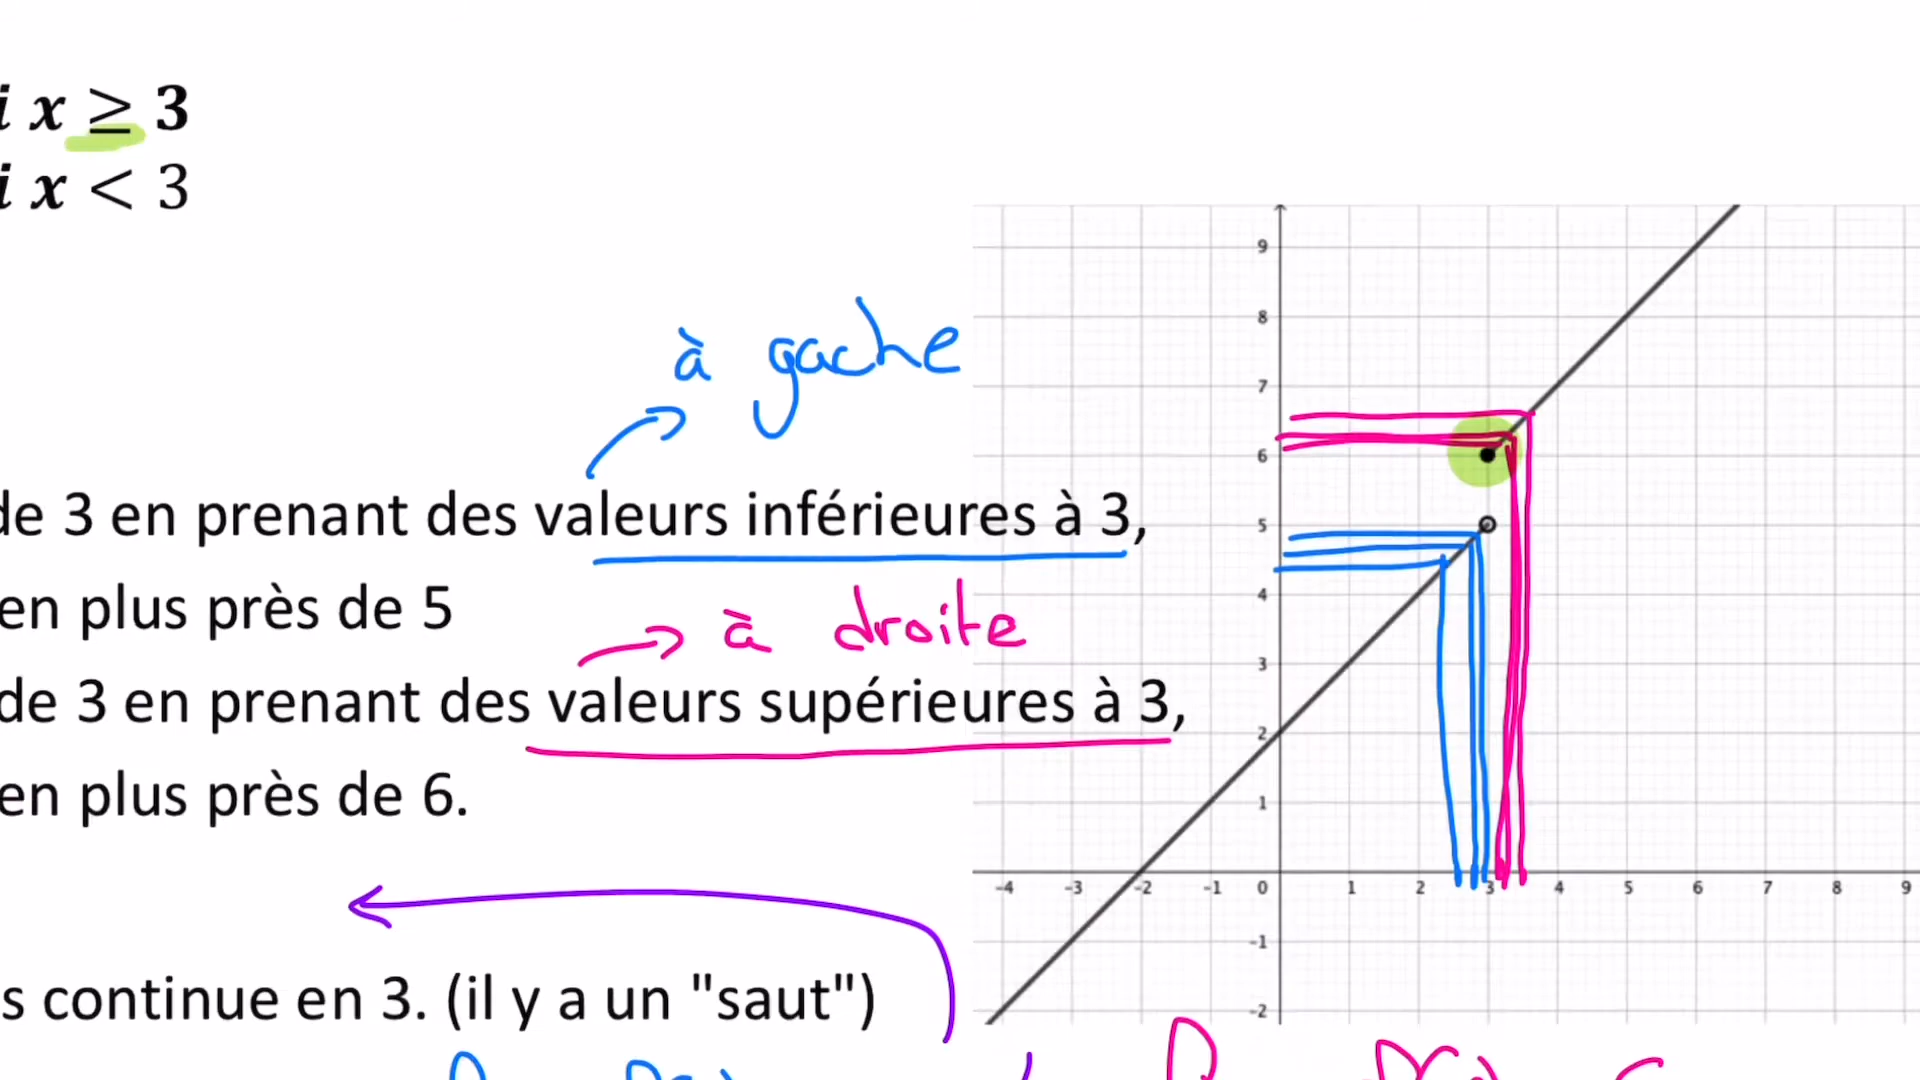 i x ≥ 3
i x < 3
à gache
de 3 en prenant des valeurs inférieures à 3,
en plus près de 5
à droite
de 3 en prenant des valeurs supérieures à 3,
en plus près de 6.
s continue en 3. (il y a un "saut")
9
8
7
6
5
4
3
2
1
-4 -3 -2 -1 0 1 2 3 4 5 6 7 8 9
-1
-2